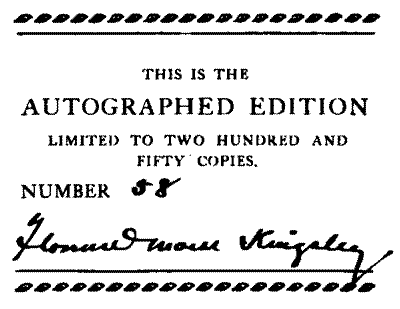 THIS IS THE
AUTOGRAPHED EDITION
LIMITED TO TWO HUNDRED AND
FIFTY COPIES.
NUMBER 58
Florence Morse Kingsley